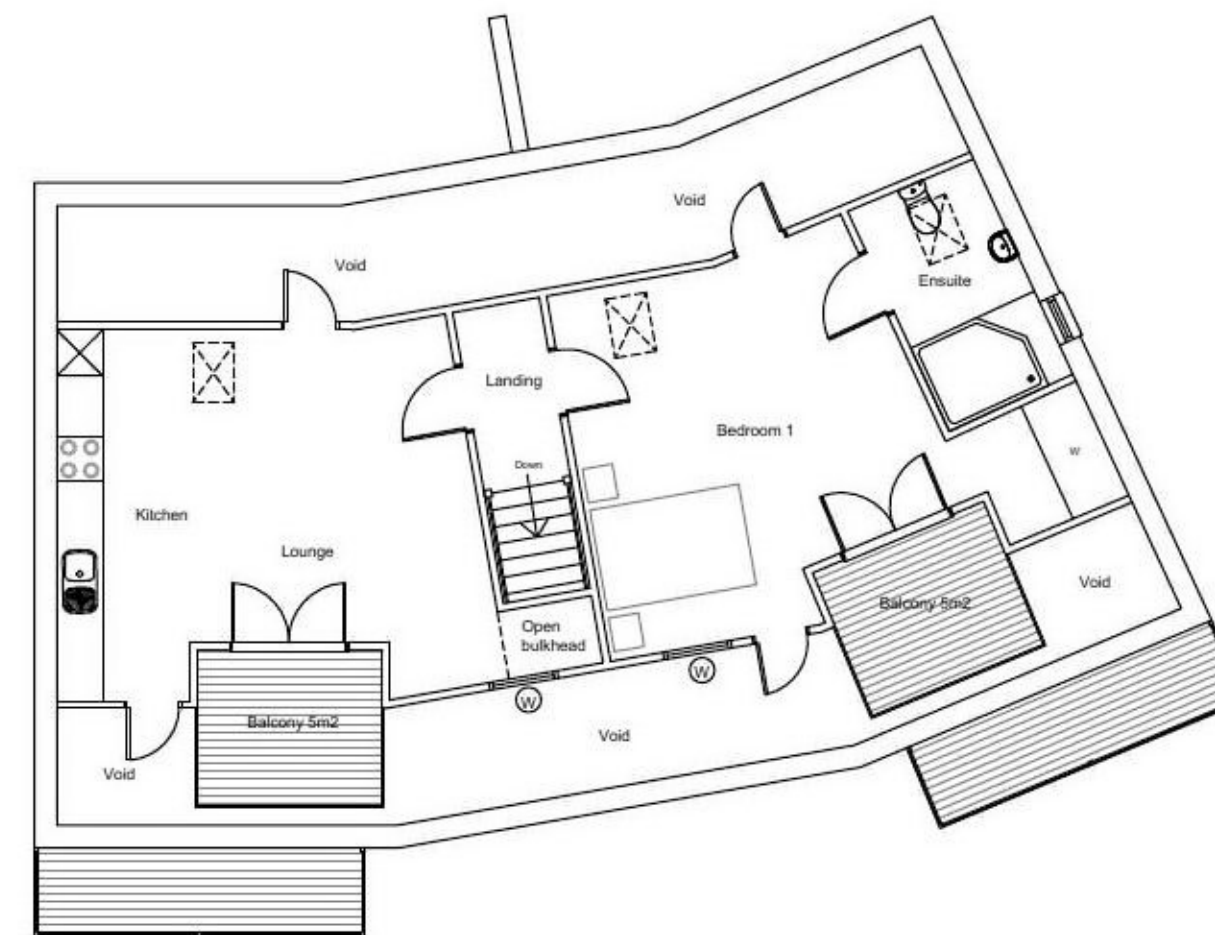 Void
Void
Ensuite
Landing
Bedroom 1
Down
W
Kitchen
Lounge
Void
Balcony 5m2
Open
bulkhead
W
W
Balcony 5m2
Void
Void